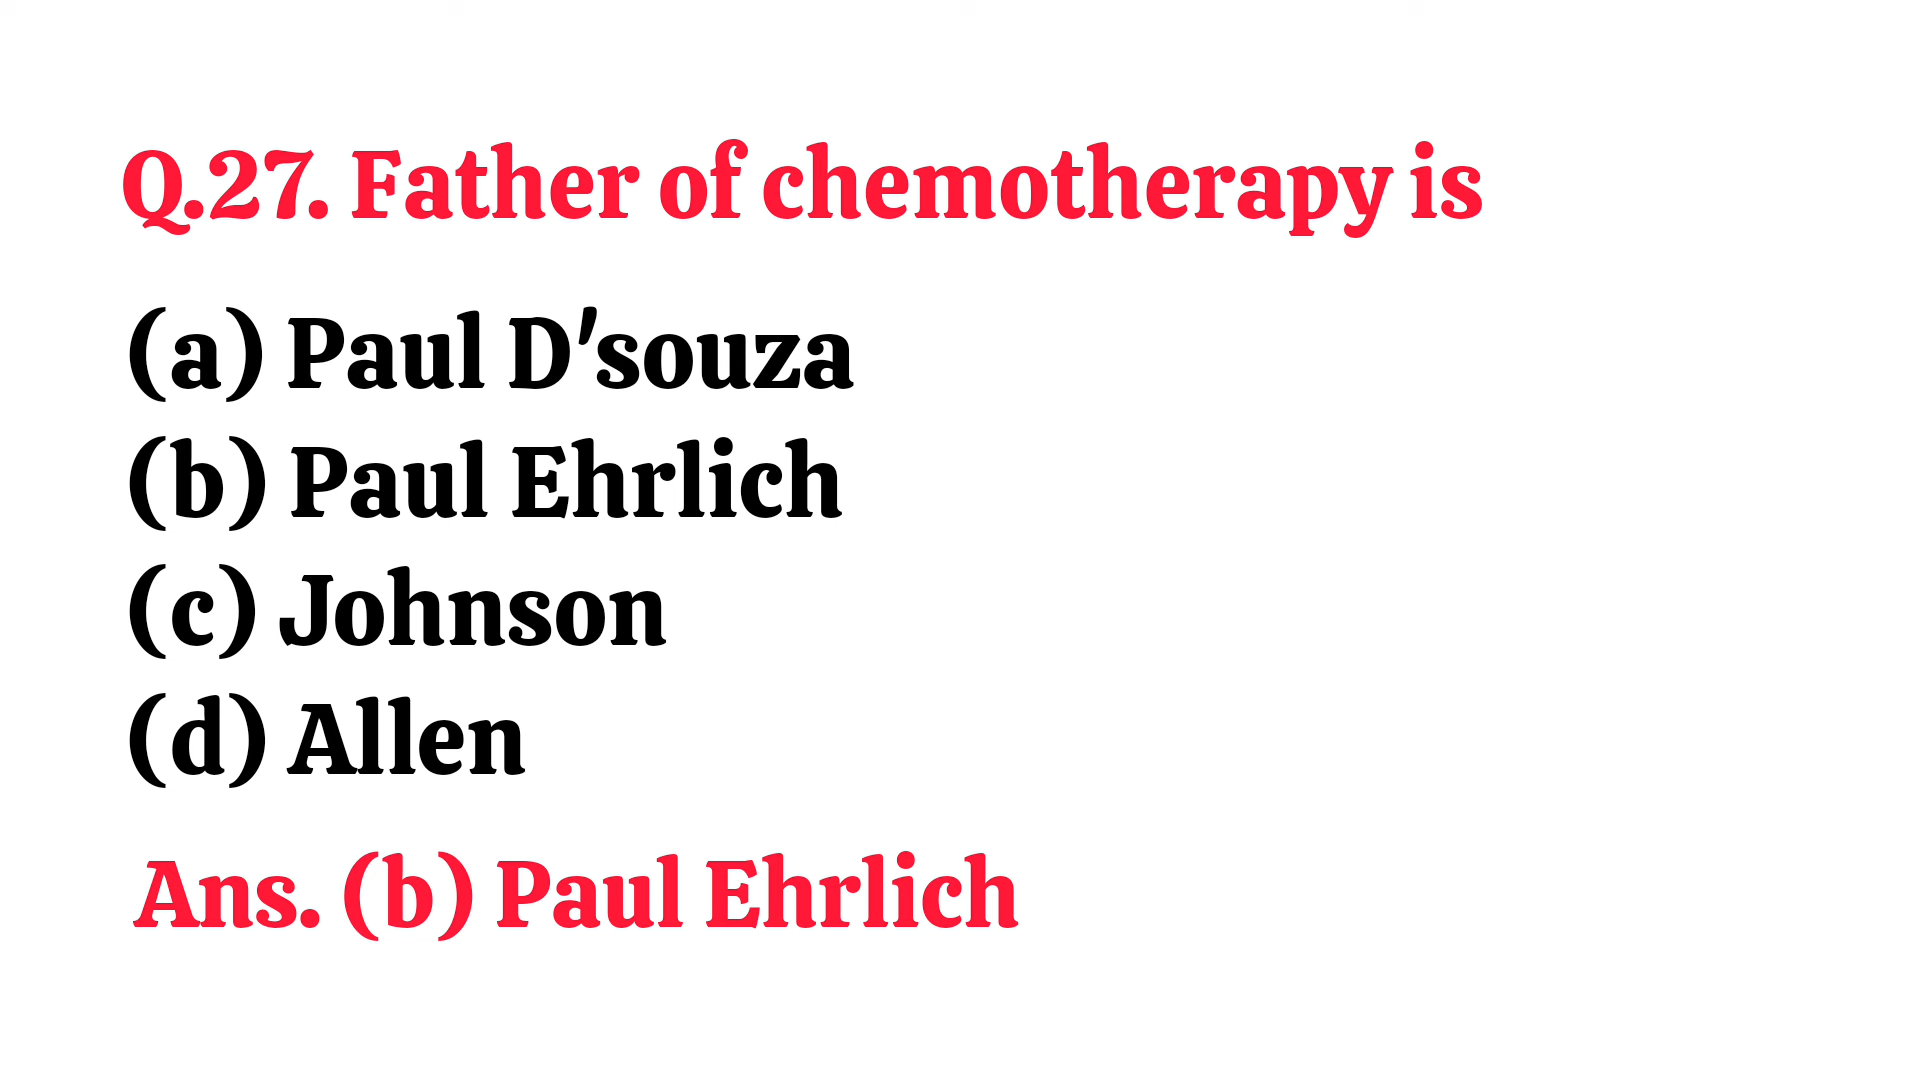 Q.27. Father of chemotherapy is
(a) Paul D'souza
(b) Paul Ehrlich
(c) Johnson
(d) Allen
Ans. (b) Paul Ehrlich